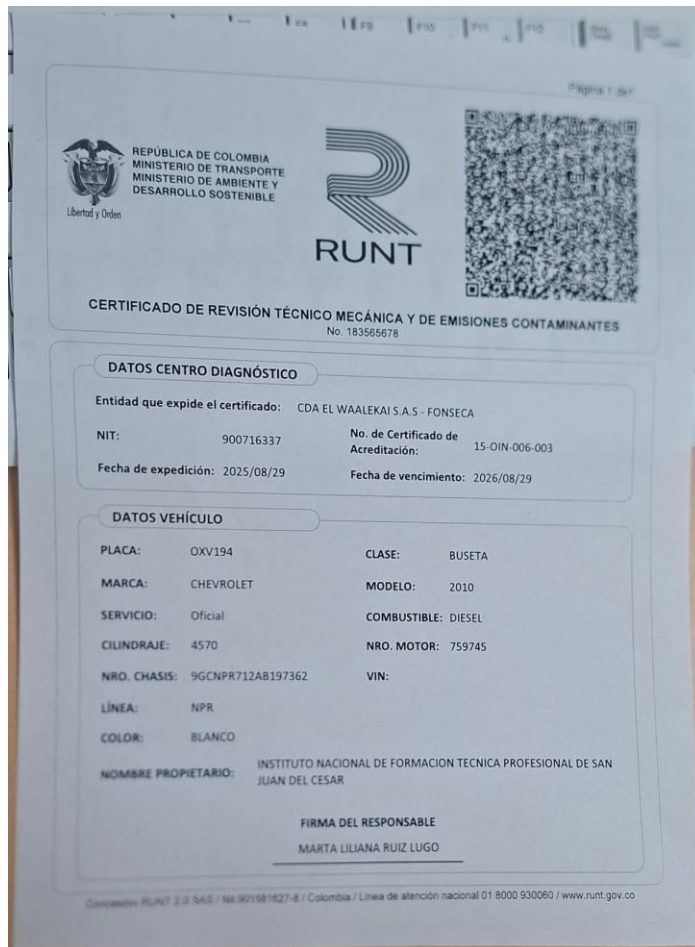 Página 1 de 1
REPÚBLICA DE COLOMBIA
MINISTERIO DE TRANSPORTE
MINISTERIO DE AMBIENTE Y
DESARROLLO SOSTENIBLE
Libertad y Orden
RUNT
CERTIFICADO DE REVISIÓN TÉCNICO MECÁNICA Y DE EMISIONES CONTAMINANTES
No. 183565678
DATOS CENTRO DIAGNÓSTICO
Entidad que expide el certificado: CDA EL WAALEKAI S.A.S - FONSECA
NIT: 900716337 No. de Certificado de Acreditación: 15-OIN-006-003
Fecha de expedición: 2025/08/29 Fecha de vencimiento: 2026/08/29
DATOS VEHÍCULO
PLACA: OXV194 CLASE: BUSETA
MARCA: CHEVROLET MODELO: 2010
SERVICIO: Oficial COMBUSTIBLE: DIESEL
CILINDRAJE: 4570 NRO. MOTOR: 759745
NRO. CHASIS: 9GCNPR712AB197362 VIN:
LÍNEA: NPR
COLOR: BLANCO
NOMBRE PROPIETARIO: INSTITUTO NACIONAL DE FORMACION TECNICA PROFESIONAL DE SAN
JUAN DEL CESAR
FIRMA DEL RESPONSABLE
MARTA LILIANA RUIZ LUGO
Concesión RUNT 2.0 SAS / Nit.901581627-8 / Colombia / Línea de atención nacional 01 8000 930060 / www.runt.gov.co